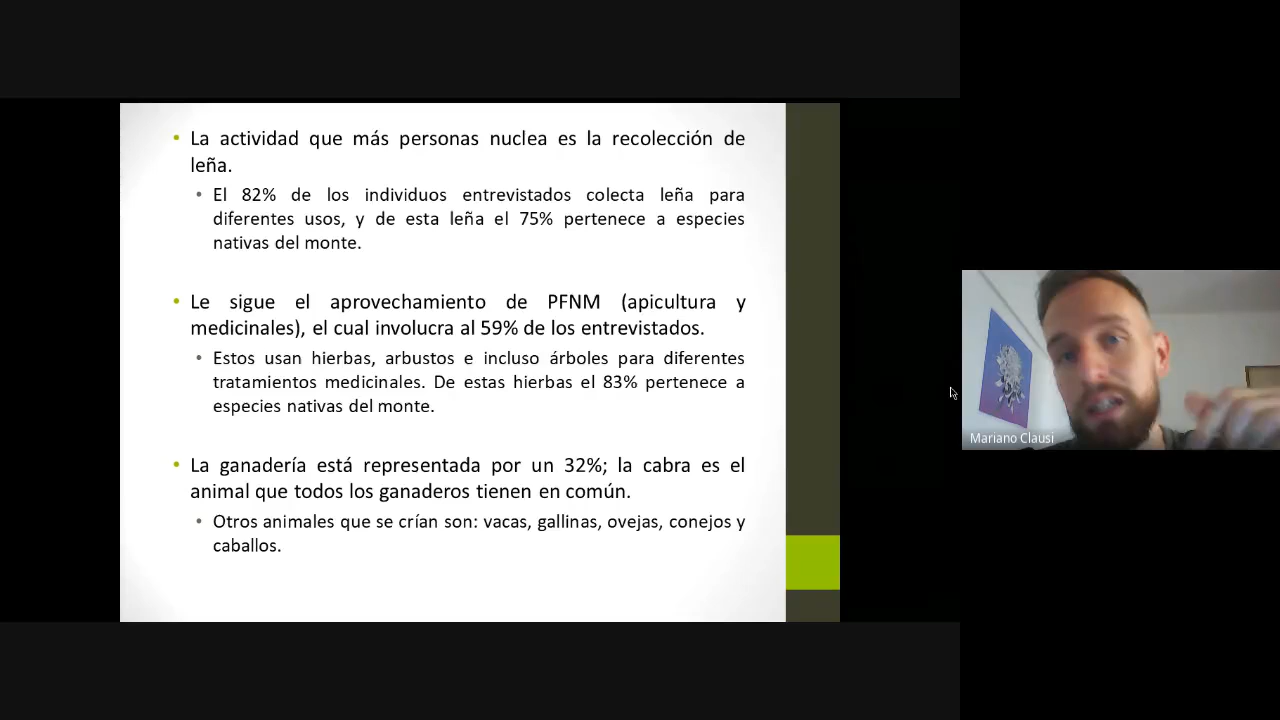 • La actividad que más personas nuclea es la recolección de
leña.
• El 82% de los individuos entrevistados colecta leña para
diferentes usos, y de esta leña el 75% pertenece a especies
nativas del monte.
• Le sigue el aprovechamiento de PFNM (apicultura y
medicinales), el cual involucra al 59% de los entrevistados.
• Estos usan hierbas, arbustos e incluso árboles para diferentes
tratamientos medicinales. De estas hierbas el 83% pertenece a
especies nativas del monte.
• La ganadería está representada por un 32%; la cabra es el
animal que todos los ganaderos tienen en común.
• Otros animales que se crían son: vacas, gallinas, ovejas, conejos y
caballos.
Mariano Clausi